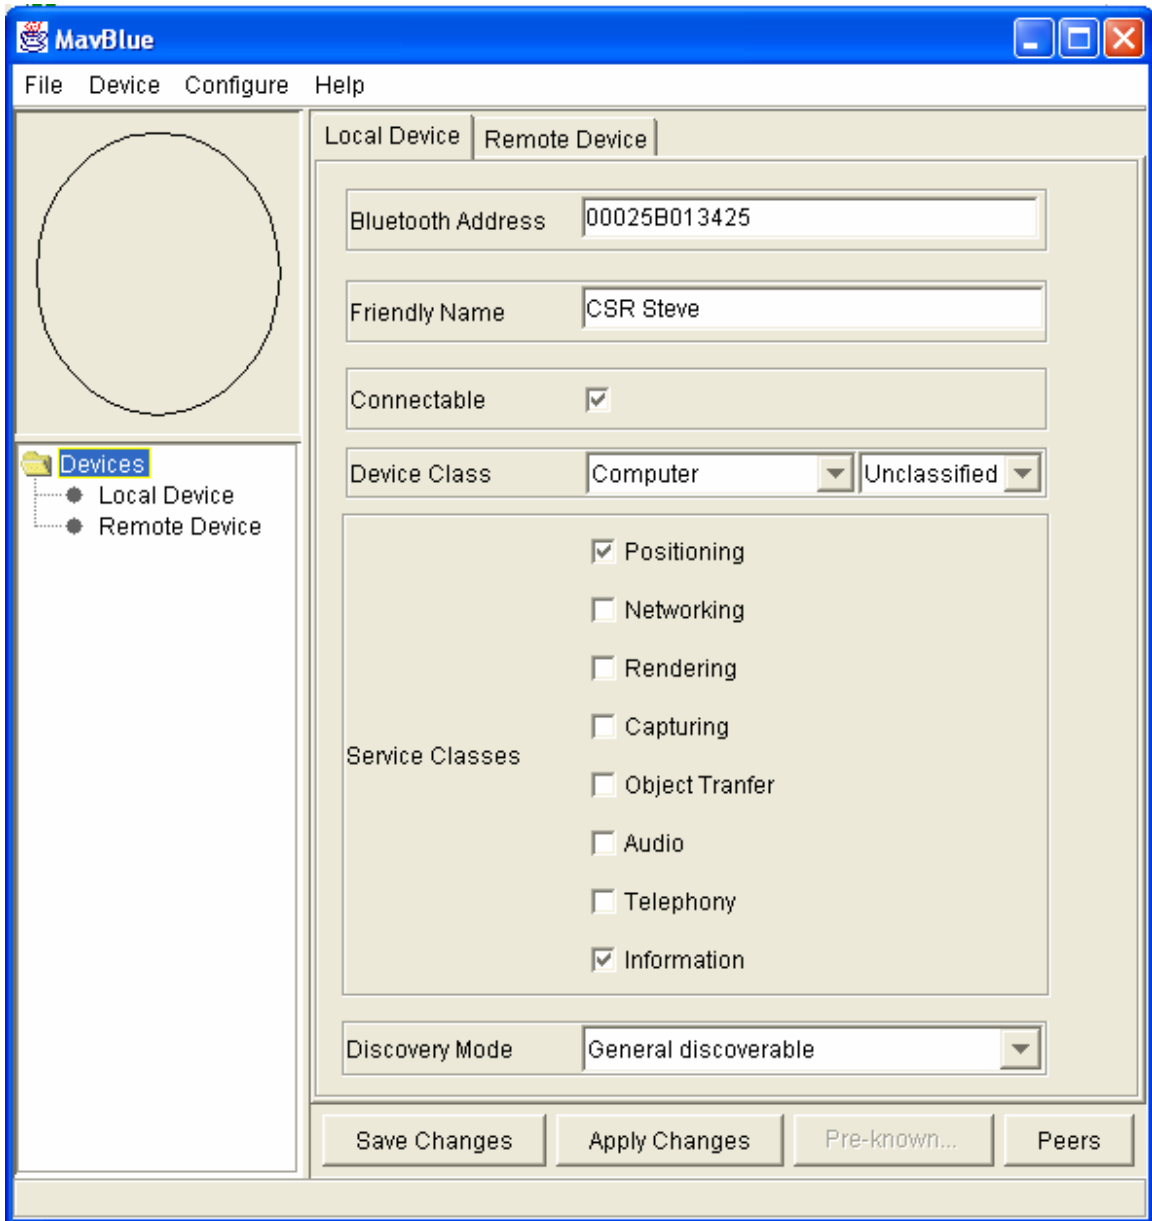 MavBlue
File Device Configure Help
Local Device Remote Device
Bluetooth Address 00025B013425
Friendly Name CSR Steve
Connectable
Device Class Computer Unclassified
Devices
Local Device
Remote Device
Service Classes
Positioning
Networking
Rendering
Capturing
Object Tranfer
Audio
Telephony
Information
Discovery Mode General discoverable
Save Changes Apply Changes Pre-known... Peers